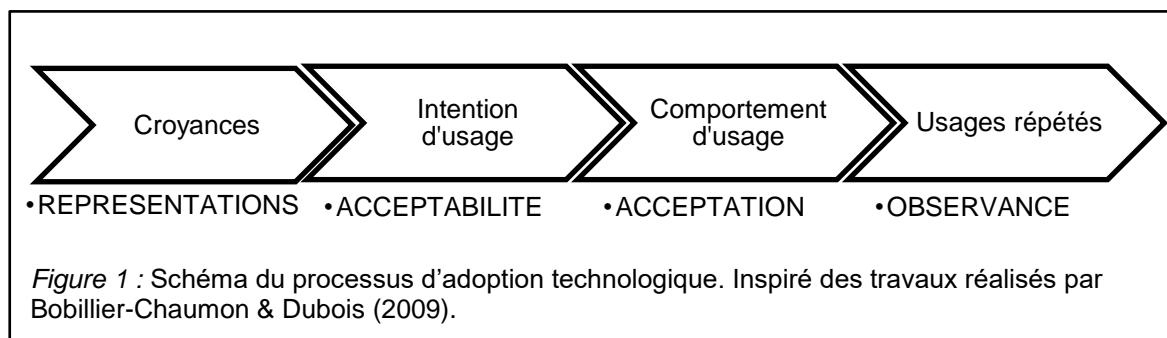 Croyances
Intention
d'usage
Comportement
d'usage
Usages répétés
•REPRESENTATIONS
•ACCEPTABILITE
•ACCEPTATION
•OBSERVANCE
Figure 1 : Schéma du processus d’adoption technologique. Inspiré des travaux réalisés par
Bobillier-Chaumon & Dubois (2009).